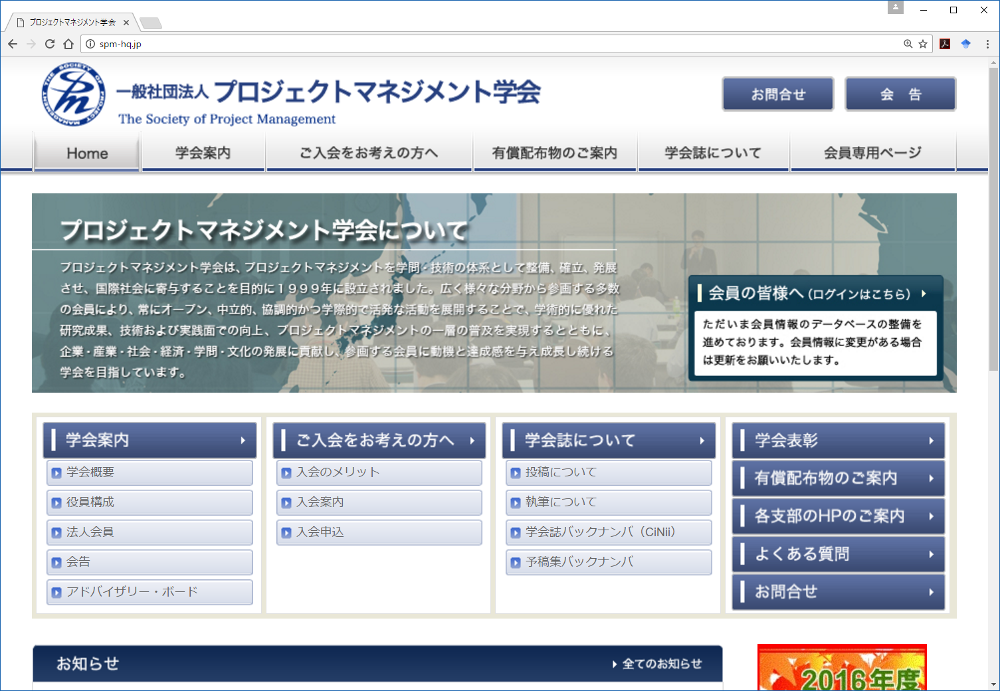 プロジェクトマネジメント学会
spm-hq.jp
THE SOCIETY OF PROJECT MANAGEMENT
spm
一般社団法人 プロジェクトマネジメント学会
The Society of Project Management
お問合せ
会 告
Home
学会案内
ご入会をお考えの方へ
有償配布物のご案内
学会誌について
会員専用ページ
プロジェクトマネジメント学会について
プロジェクトマネジメント学会は、プロジェクトマネジメントを学問・技術の体系として整備、確立、発展
させ、国際社会に寄与することを目的に１９９９年に設立されました。広く様々な分野から参画する多数
の会員により、常にオープン、中立的、協調的かつ学際的で活発な活動を展開することで、学術的に優れた
研究成果、技術および実践面での向上、プロジェクトマネジメントの一層の普及を実現するとともに、
企業・産業・社会・経済・学問・文化の発展に貢献し、参画する会員に動機と達成感を与え成長し続ける
学会を目指しています。
会員の皆様へ（ログインはこちら）
ただいま会員情報のデータベースの整備を
進めております。会員情報に変更がある場合
は更新をお願いいたします。
学会案内
学会概要
役員構成
法人会員
会告
アドバイザリー・ボード
ご入会をお考えの方へ
入会のメリット
入会案内
入会申込
学会誌について
投稿について
執筆について
学会誌バックナンバ（CiNii）
予稿集バックナンバ
学会表彰
有償配布物のご案内
各支部のHPのご案内
よくある質問
お問合せ
お知らせ
全てのお知らせ
2016年度